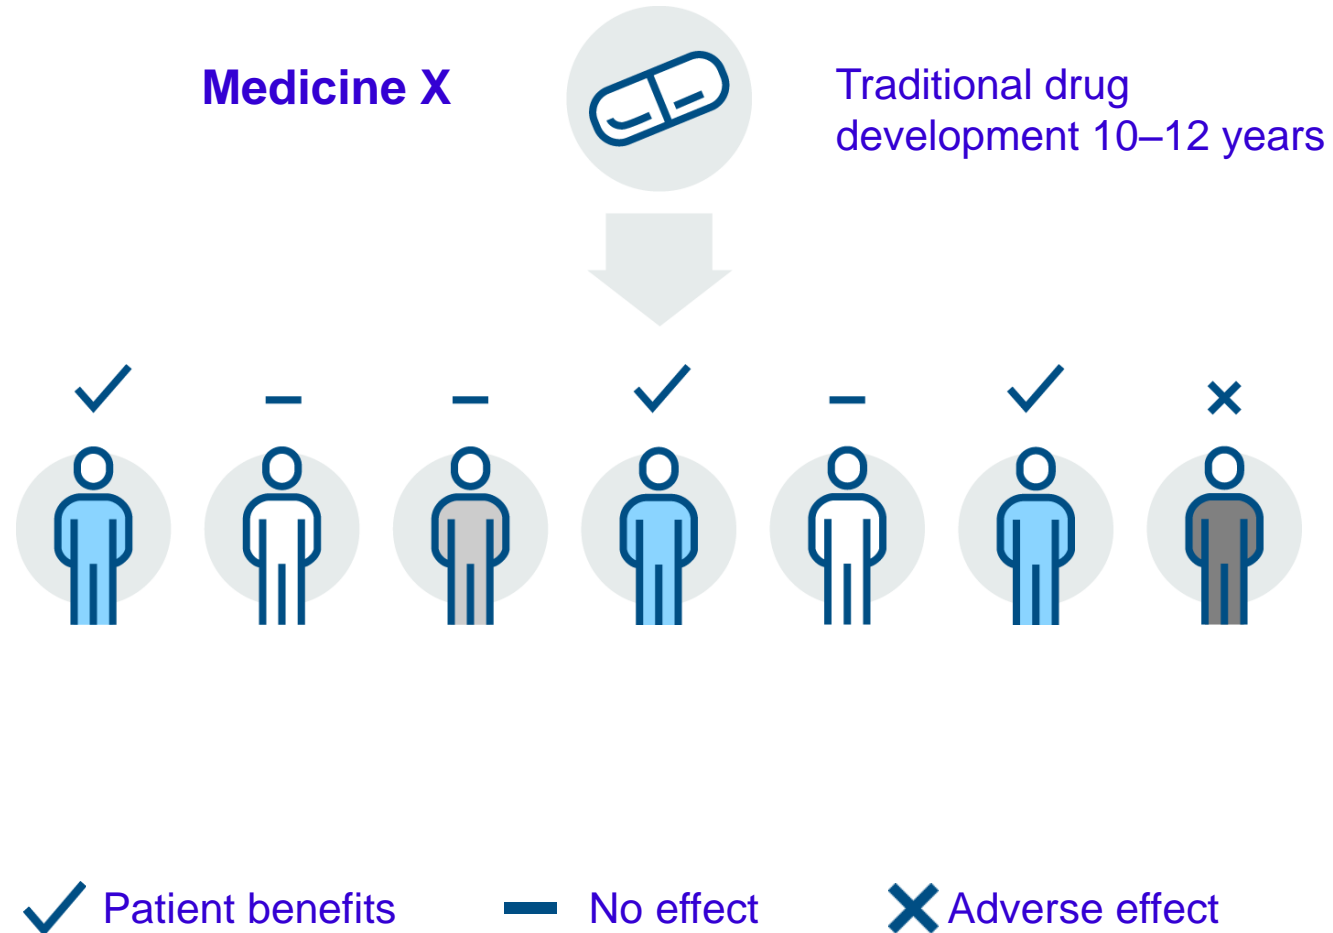 Medicine X
Traditional drug
development 10–12 years
Patient benefits
No effect
Adverse effect